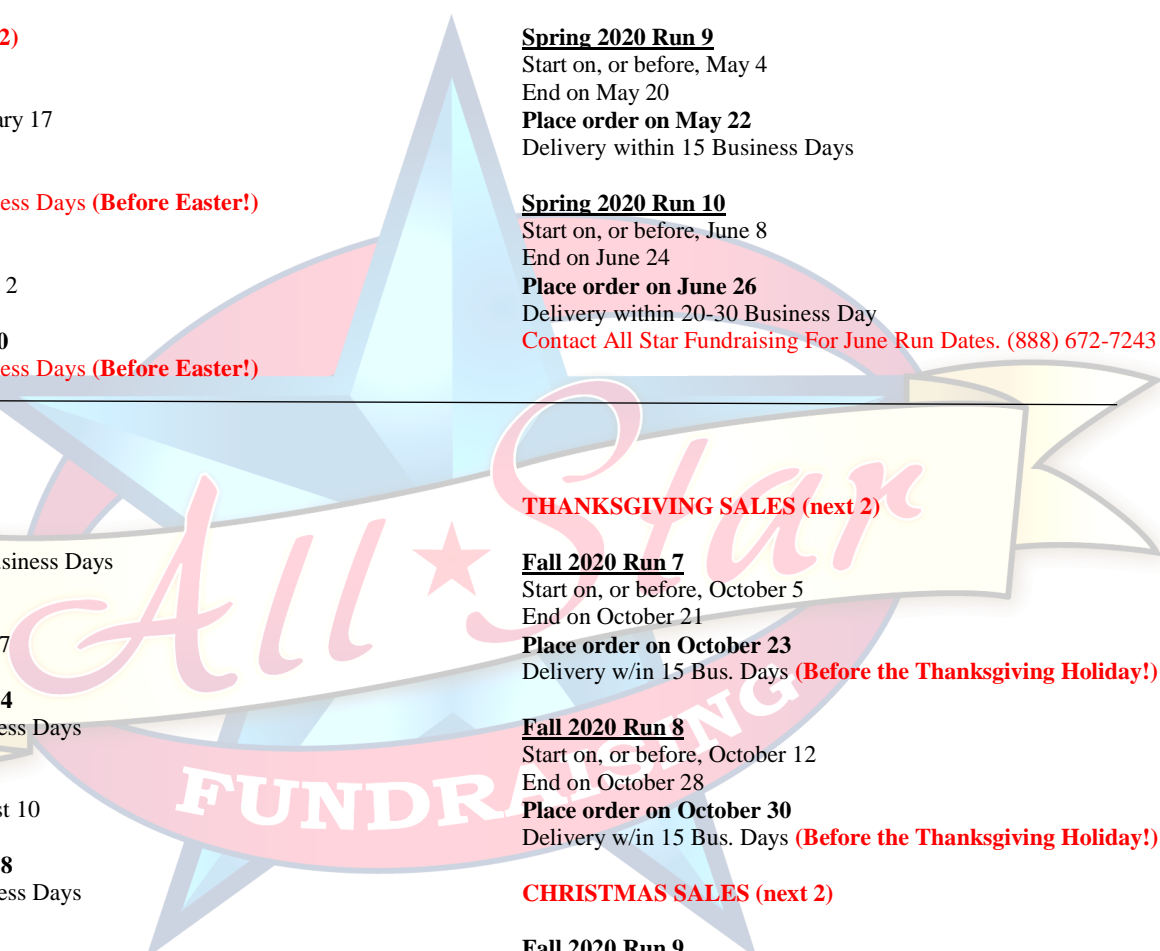 2)
ary 17
ess Days (Before Easter!)
2
0
ess Days (Before Easter!)
siness Days
7
4
ess Days
st 10
8
ess Days
Spring 2020 Run 9
Start on, or before, May 4
End on May 20
Place order on May 22
Delivery within 15 Business Days
Spring 2020 Run 10
Start on, or before, June 8
End on June 24
Place order on June 26
Delivery within 20-30 Business Day
Contact All Star Fundraising For June Run Dates. (888) 672-7243
THANKSGIVING SALES (next 2)
Fall 2020 Run 7
Start on, or before, October 5
End on October 21
Place order on October 23
Delivery w/in 15 Bus. Days (Before the Thanksgiving Holiday!)
Fall 2020 Run 8
Start on, or before, October 12
End on October 28
Place order on October 30
Delivery w/in 15 Bus. Days (Before the Thanksgiving Holiday!)
CHRISTMAS SALES (next 2)
Fall 2020 Run 9
All Star
FUNDRAISING